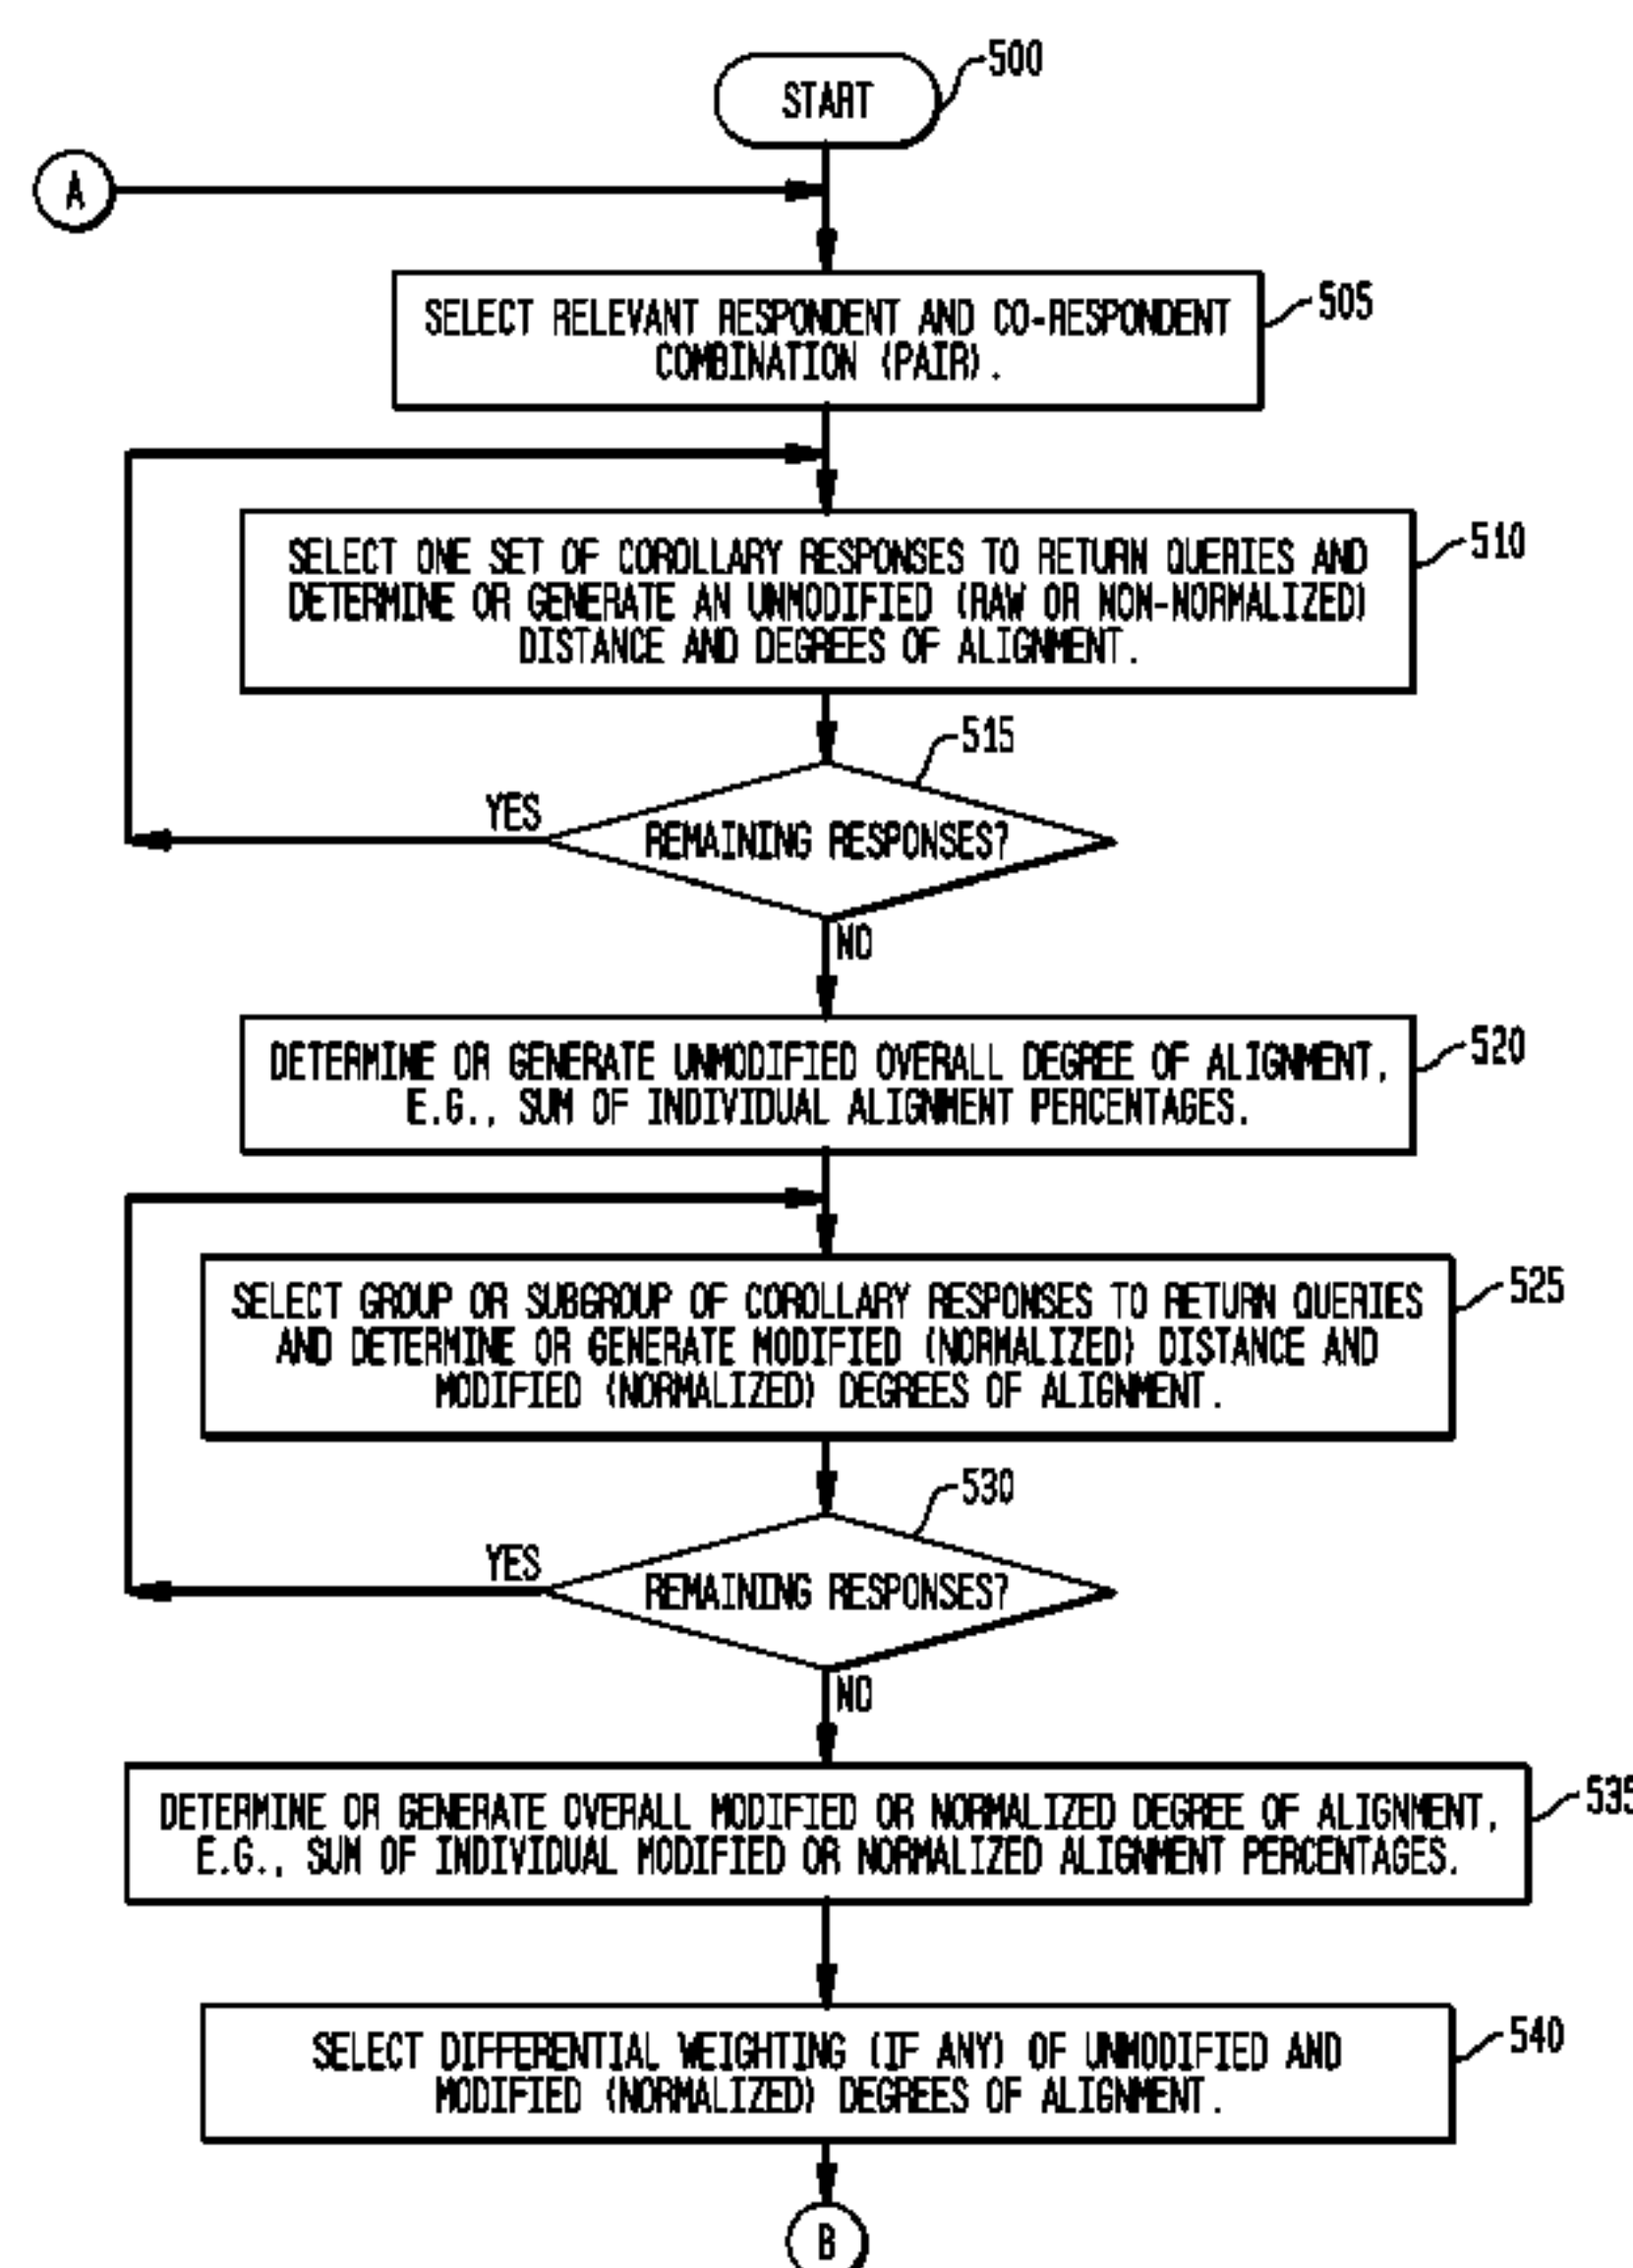 START
500
A
SELECT RELEVANT RESPONDENT AND CO-RESPONDENT
COMBINATION (PAIR).
505
SELECT ONE SET OF COROLLARY RESPONSES TO RETURN QUERIES AND
DETERMINE OR GENERATE AN UNMODIFIED (RAW OR NON-NORMALIZED)
DISTANCE AND DEGREES OF ALIGNMENT.
510
515
YES
REMAINING RESPONSES?
NO
DETERMINE OR GENERATE UNMODIFIED OVERALL DEGREE OF ALIGNMENT,
E.G., SUM OF INDIVIDUAL ALIGNMENT PERCENTAGES.
520
SELECT GROUP OR SUBGROUP OF COROLLARY RESPONSES TO RETURN QUERIES
AND DETERMINE OR GENERATE MODIFIED (NORMALIZED) DISTANCE AND
MODIFIED (NORMALIZED) DEGREES OF ALIGNMENT.
525
530
YES
REMAINING RESPONSES?
NO
DETERMINE OR GENERATE OVERALL MODIFIED OR NORMALIZED DEGREE OF ALIGNMENT,
E.G., SUM OF INDIVIDUAL MODIFIED OR NORMALIZED ALIGNMENT PERCENTAGES.
535
SELECT DIFFERENTIAL WEIGHTING (IF ANY) OF UNMODIFIED AND
MODIFIED (NORMALIZED) DEGREES OF ALIGNMENT.
540
B